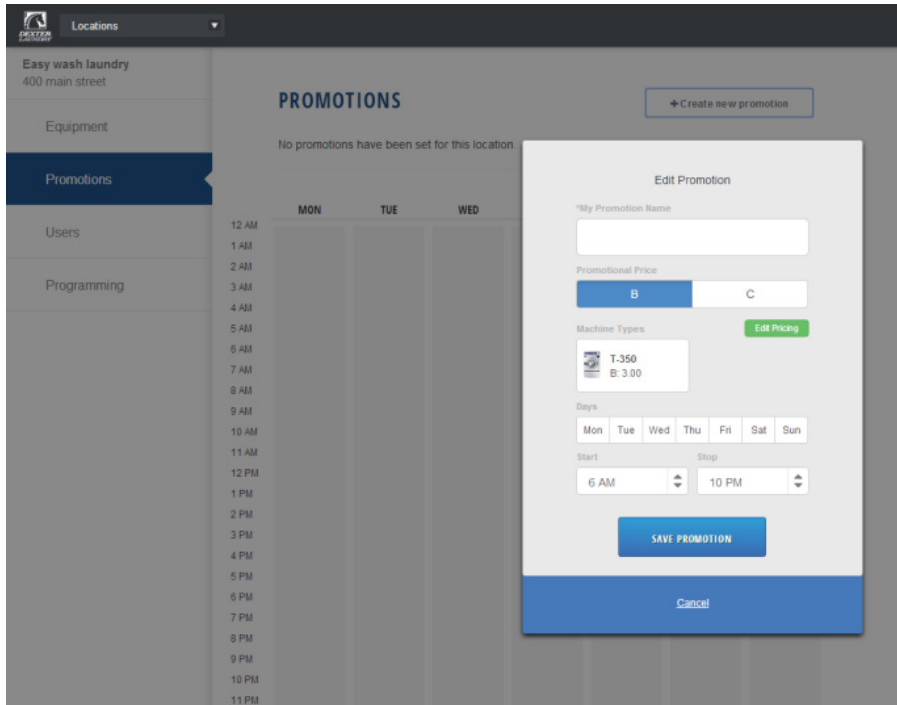 DEXTER
LAUNDRY
Locations
Easy wash laundry
400 main street
Equipment
Promotions
Users
Programming
PROMOTIONS
+Create new promotion
No promotions have been set for this location.
MON TUE WED
12 AM
1 AM
2 AM
3 AM
4 AM
5 AM
6 AM
7 AM
8 AM
9 AM
10 AM
11 AM
12 PM
1 PM
2 PM
3 PM
4 PM
5 PM
6 PM
7 PM
8 PM
9 PM
10 PM
11 PM
Edit Promotion
*My Promotion Name
Promotional Price
B C
Machine Types Edit Pricing
T-350
B: 3.00
Days
Mon Tue Wed Thu Fri Sat Sun
Start Stop
6 AM 10 PM
SAVE PROMOTION
Cancel